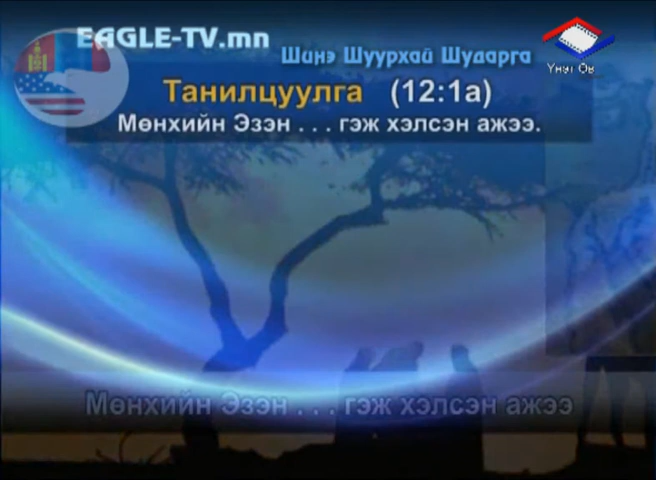 EAGLE-TV.mn
Шинэ Шуурхай Шударга
Үнэт Өв
Танилцуулга (12:1а)
Мөнхийн Эзэн . . . гэж хэлсэн ажээ.
Мөнхийн Эзэн . . . гэж хэлсэн ажээ